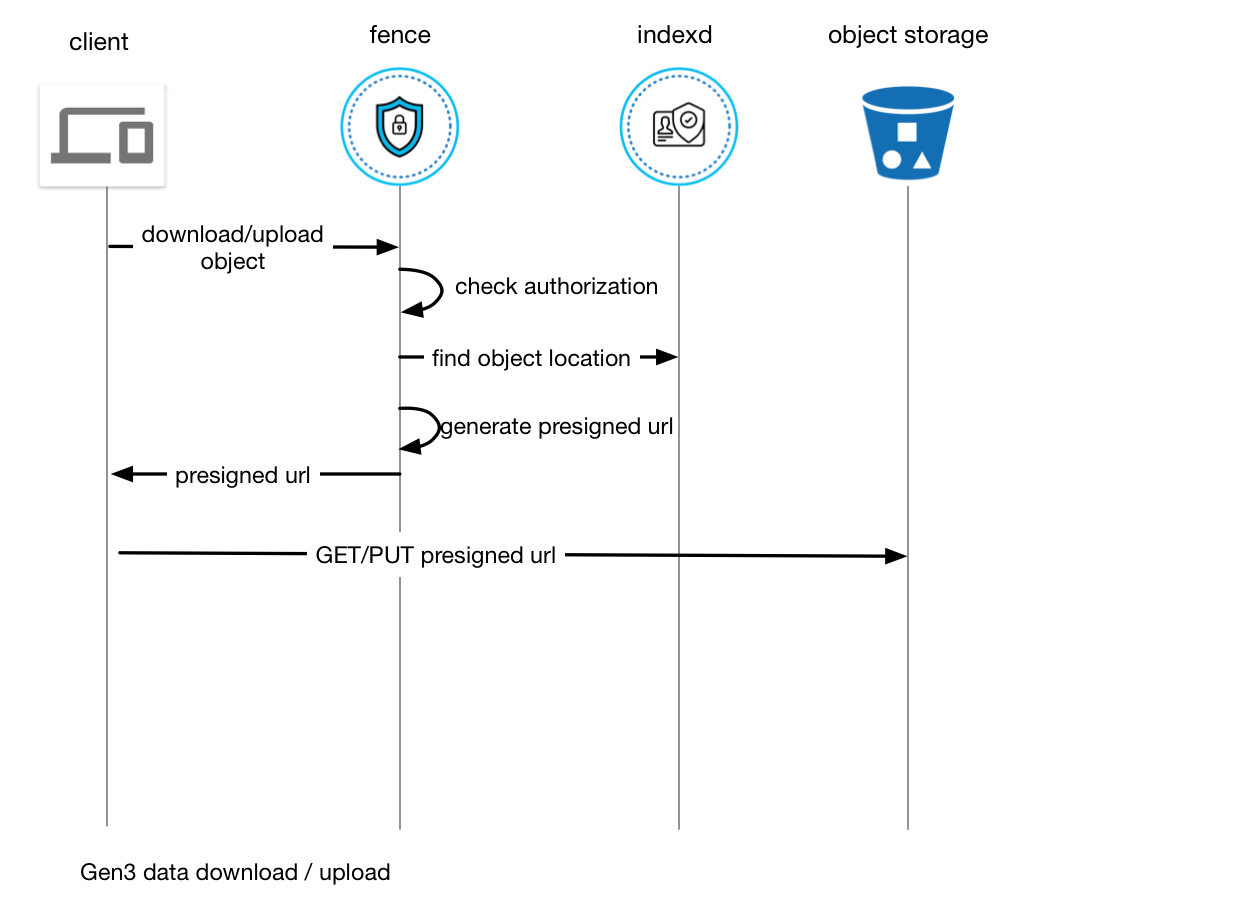 client
fence
indexd
object storage
download/upload
object
check authorization
find object location
generate presigned url
presigned url
GET/PUT presigned url
Gen3 data download / upload